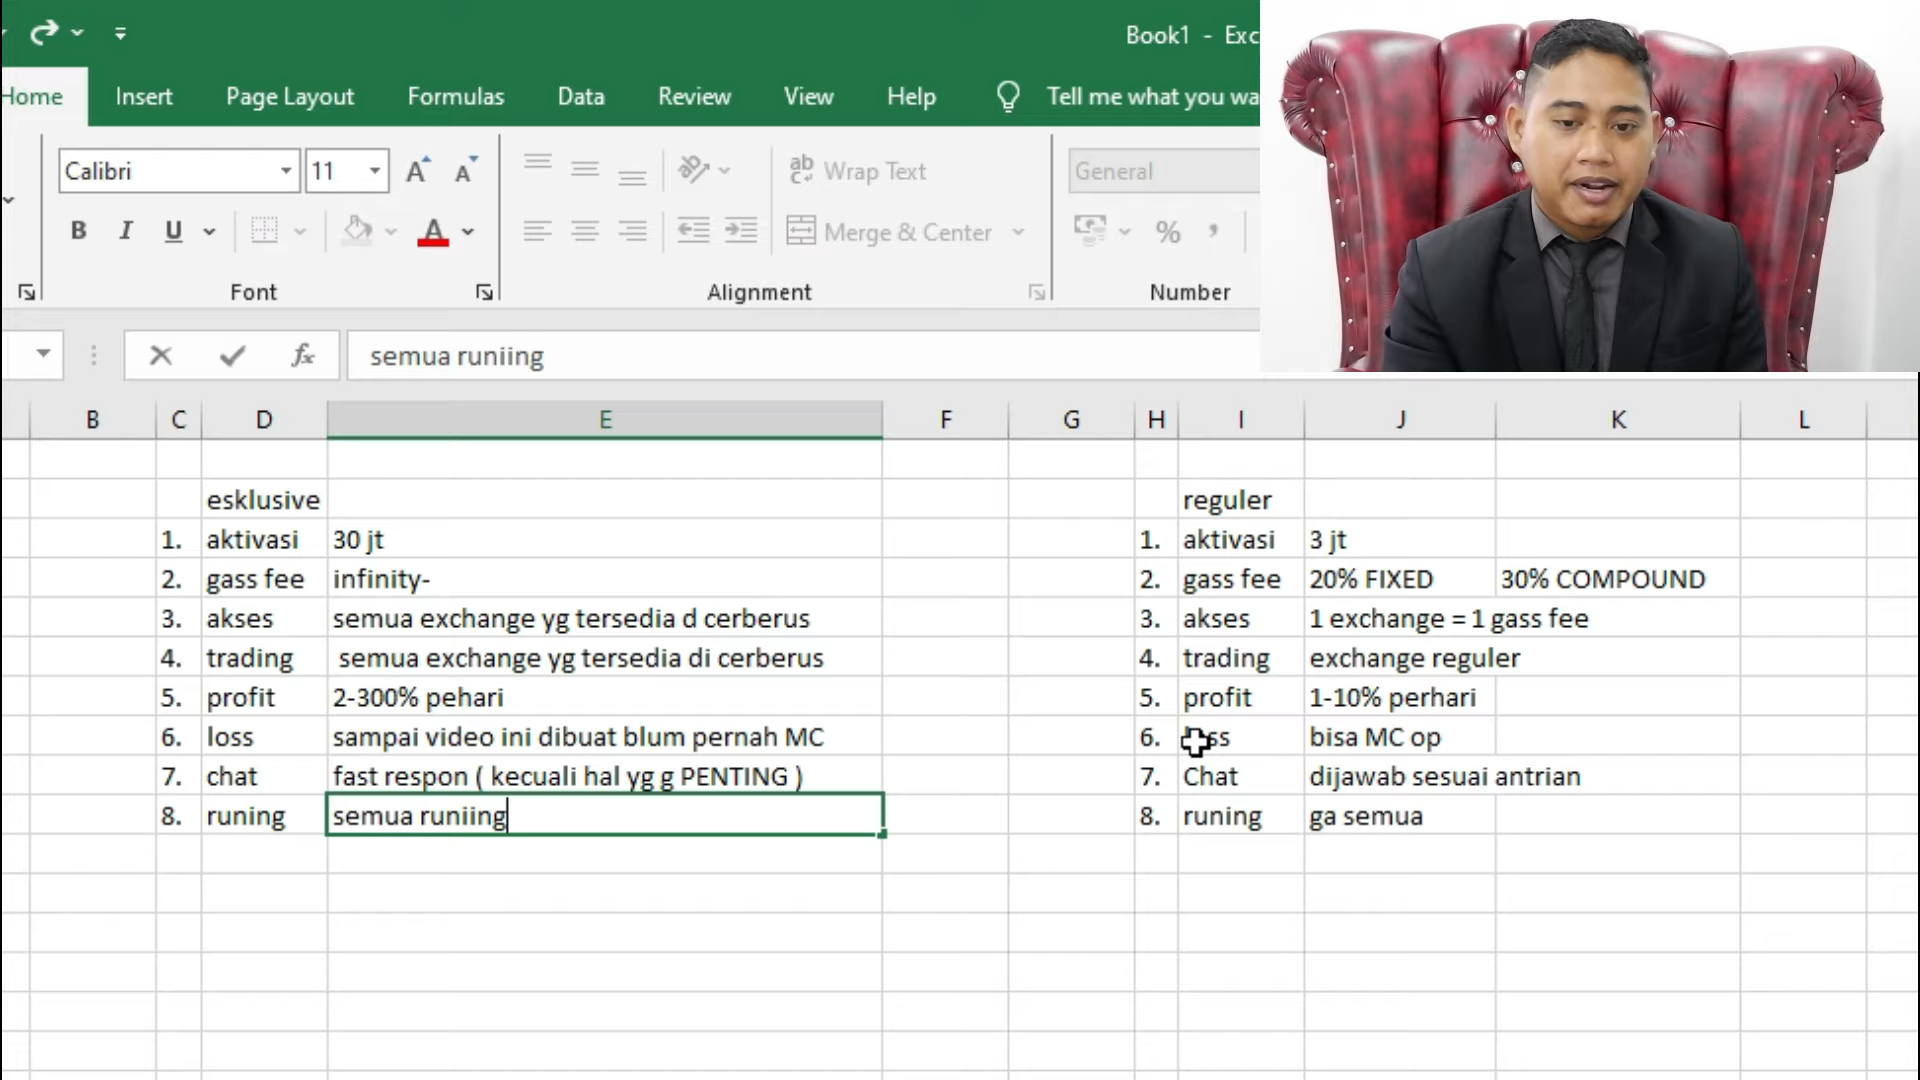 Book1 - Exc
Home Insert Page Layout Formulas Data Review View Help Tell me what you wa
Calibri 11 A A ab Wrap Text General
B I U A Merge & Center % ,
Font Alignment Number
fx semua runiing
B C D E F G H I J K L
esklusive reguler
1. aktivasi 30 jt 1. aktivasi 3 jt
2. gass fee infinity- 2. gass fee 20% FIXED 30% COMPOUND
3. akses semua exchange yg tersedia d cerberus 3. akses 1 exchange = 1 gass fee
4. trading semua exchange yg tersedia di cerberus 4. trading exchange reguler
5. profit 2-300% pehari 5. profit 1-10% perhari
6. loss sampai video ini dibuat blum pernah MC 6. bisa MC op
7. chat fast respon ( kecuali hal yg g PENTING ) 7. Chat dijawab sesuai antrian
8. runing semua runiing 8. runing ga semua